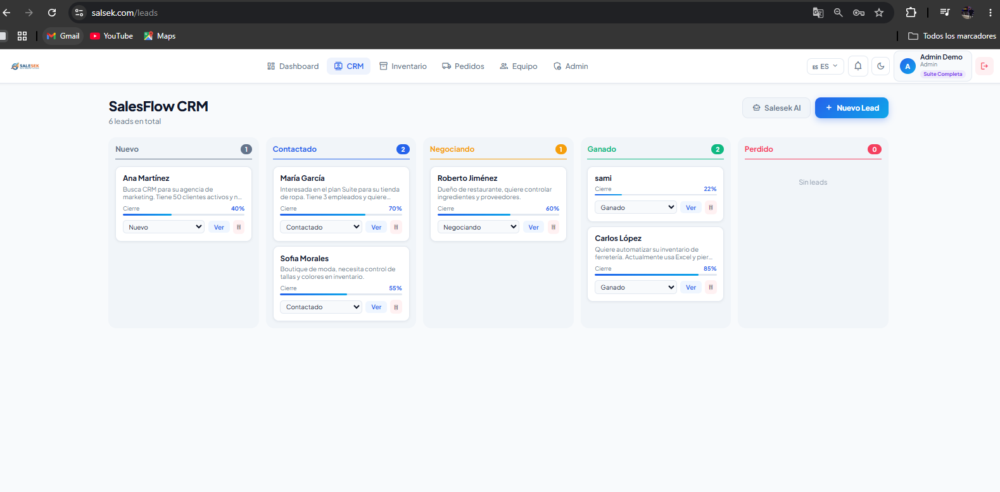 salsek.com/leads
Gmail
YouTube
Maps
Todos los marcadores
SALESEK
Dashboard
CRM
Inventario
Pedidos
Equipo
Admin
ES ES
A
Admin Demo
Admin
Suite Completa
SalesFlow CRM
6 leads en total
Salesek AI
+ Nuevo Lead
Nuevo 1
Ana Martínez
Busca CRM para su agencia de
marketing. Tiene 50 clientes activos y n...
Cierre 40%
Nuevo Ver
Contactado 2
María García
Interesada en el plan Suite para su tienda
de ropa. Tiene 3 empleados y quiere...
Cierre 70%
Contactado Ver
Sofia Morales
Boutique de moda, necesita control de
tallas y colores en inventario.
Cierre 55%
Contactado Ver
Negociando 1
Roberto Jiménez
Dueño de restaurante, quiere controlar
ingredientes y proveedores.
Cierre 60%
Negociando Ver
Ganado 2
sami
Cierre 22%
Ganado Ver
Carlos López
Quiere automatizar su inventario de
ferretería. Actualmente usa Excel y pier...
Cierre 85%
Ganado Ver
Perdido 0
Sin leads